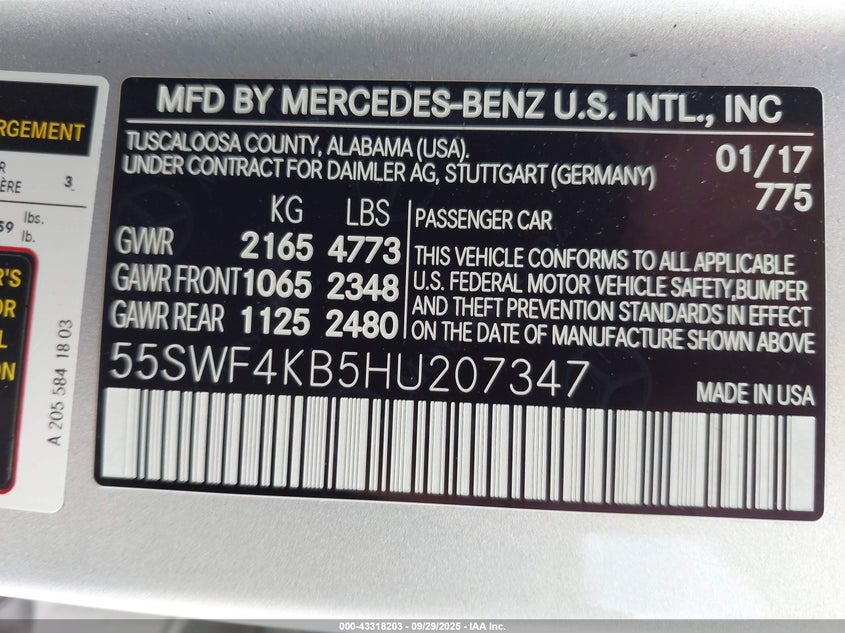 RGEMENT
R
ÈRE 3.
59 lbs.
lb.
R'S
OR
L
ON
A 205 584 18 03
MFD BY MERCEDES-BENZ U.S. INTL., INC
TUSCALOOSA COUNTY, ALABAMA (USA).
UNDER CONTRACT FOR DAIMLER AG, STUTTGART (GERMANY)
01/17
775
KG LBS
GVWR 2165 4773
GAWR FRONT 1065 2348
GAWR REAR 1125 2480
PASSENGER CAR
THIS VEHICLE CONFORMS TO ALL APPLICABLE
U.S. FEDERAL MOTOR VEHICLE SAFETY,BUMPER
AND THEFT PREVENTION STANDARDS IN EFFECT
ON THE DATE OF MANUFACTURE SHOWN ABOVE
55SWF4KB5HU207347
MADE IN USA
000-43318203 - 09/29/2025 - IAA Inc.